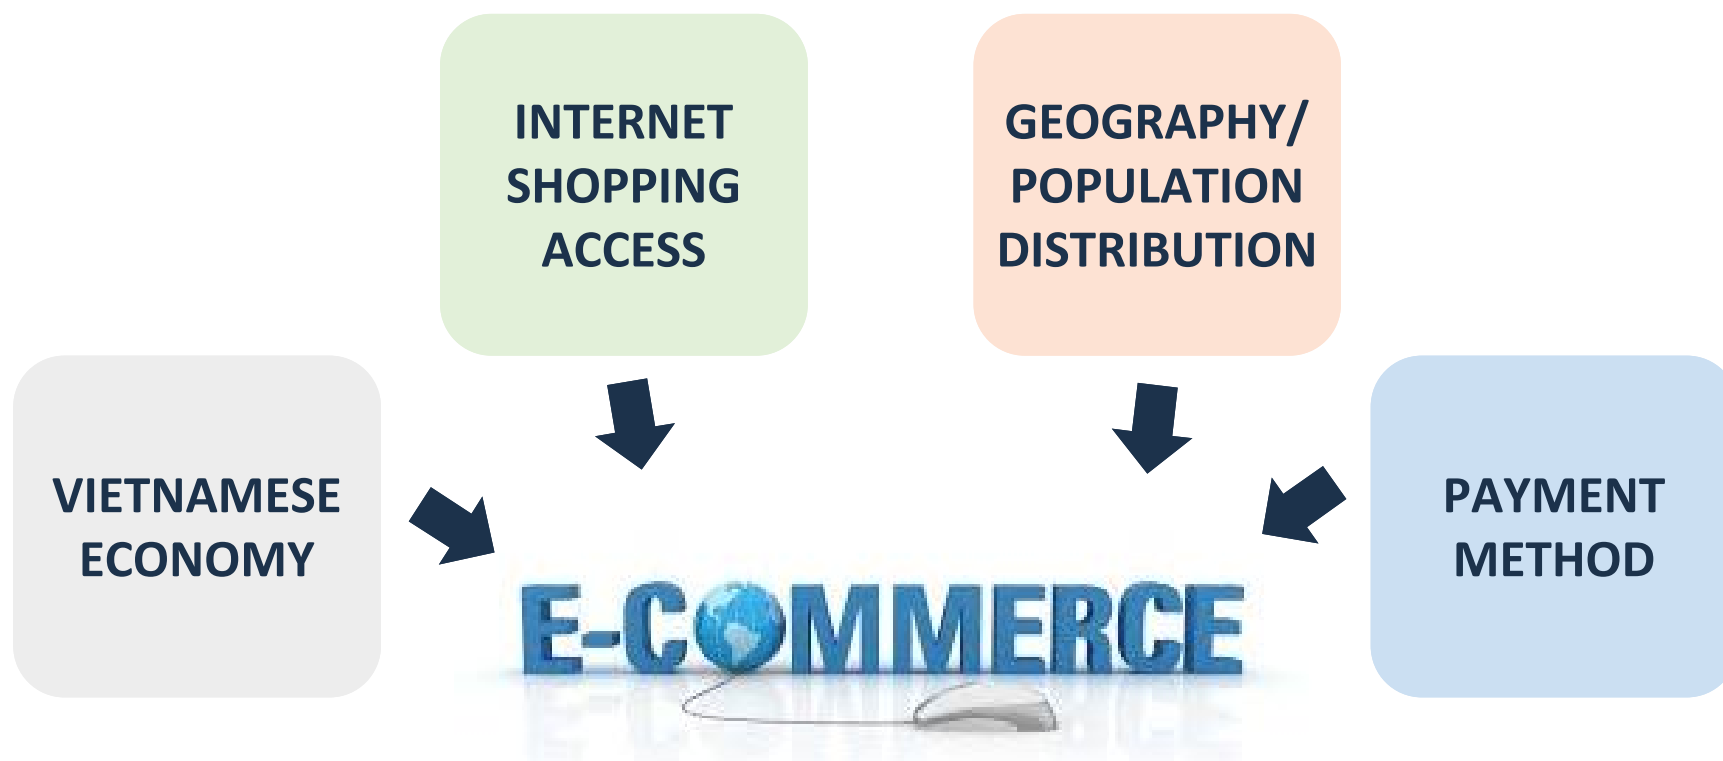 INTERNET
SHOPPING
ACCESS
GEOGRAPHY/
POPULATION
DISTRIBUTION
VIETNAMESE
ECONOMY
PAYMENT
METHOD
E-COMMERCE